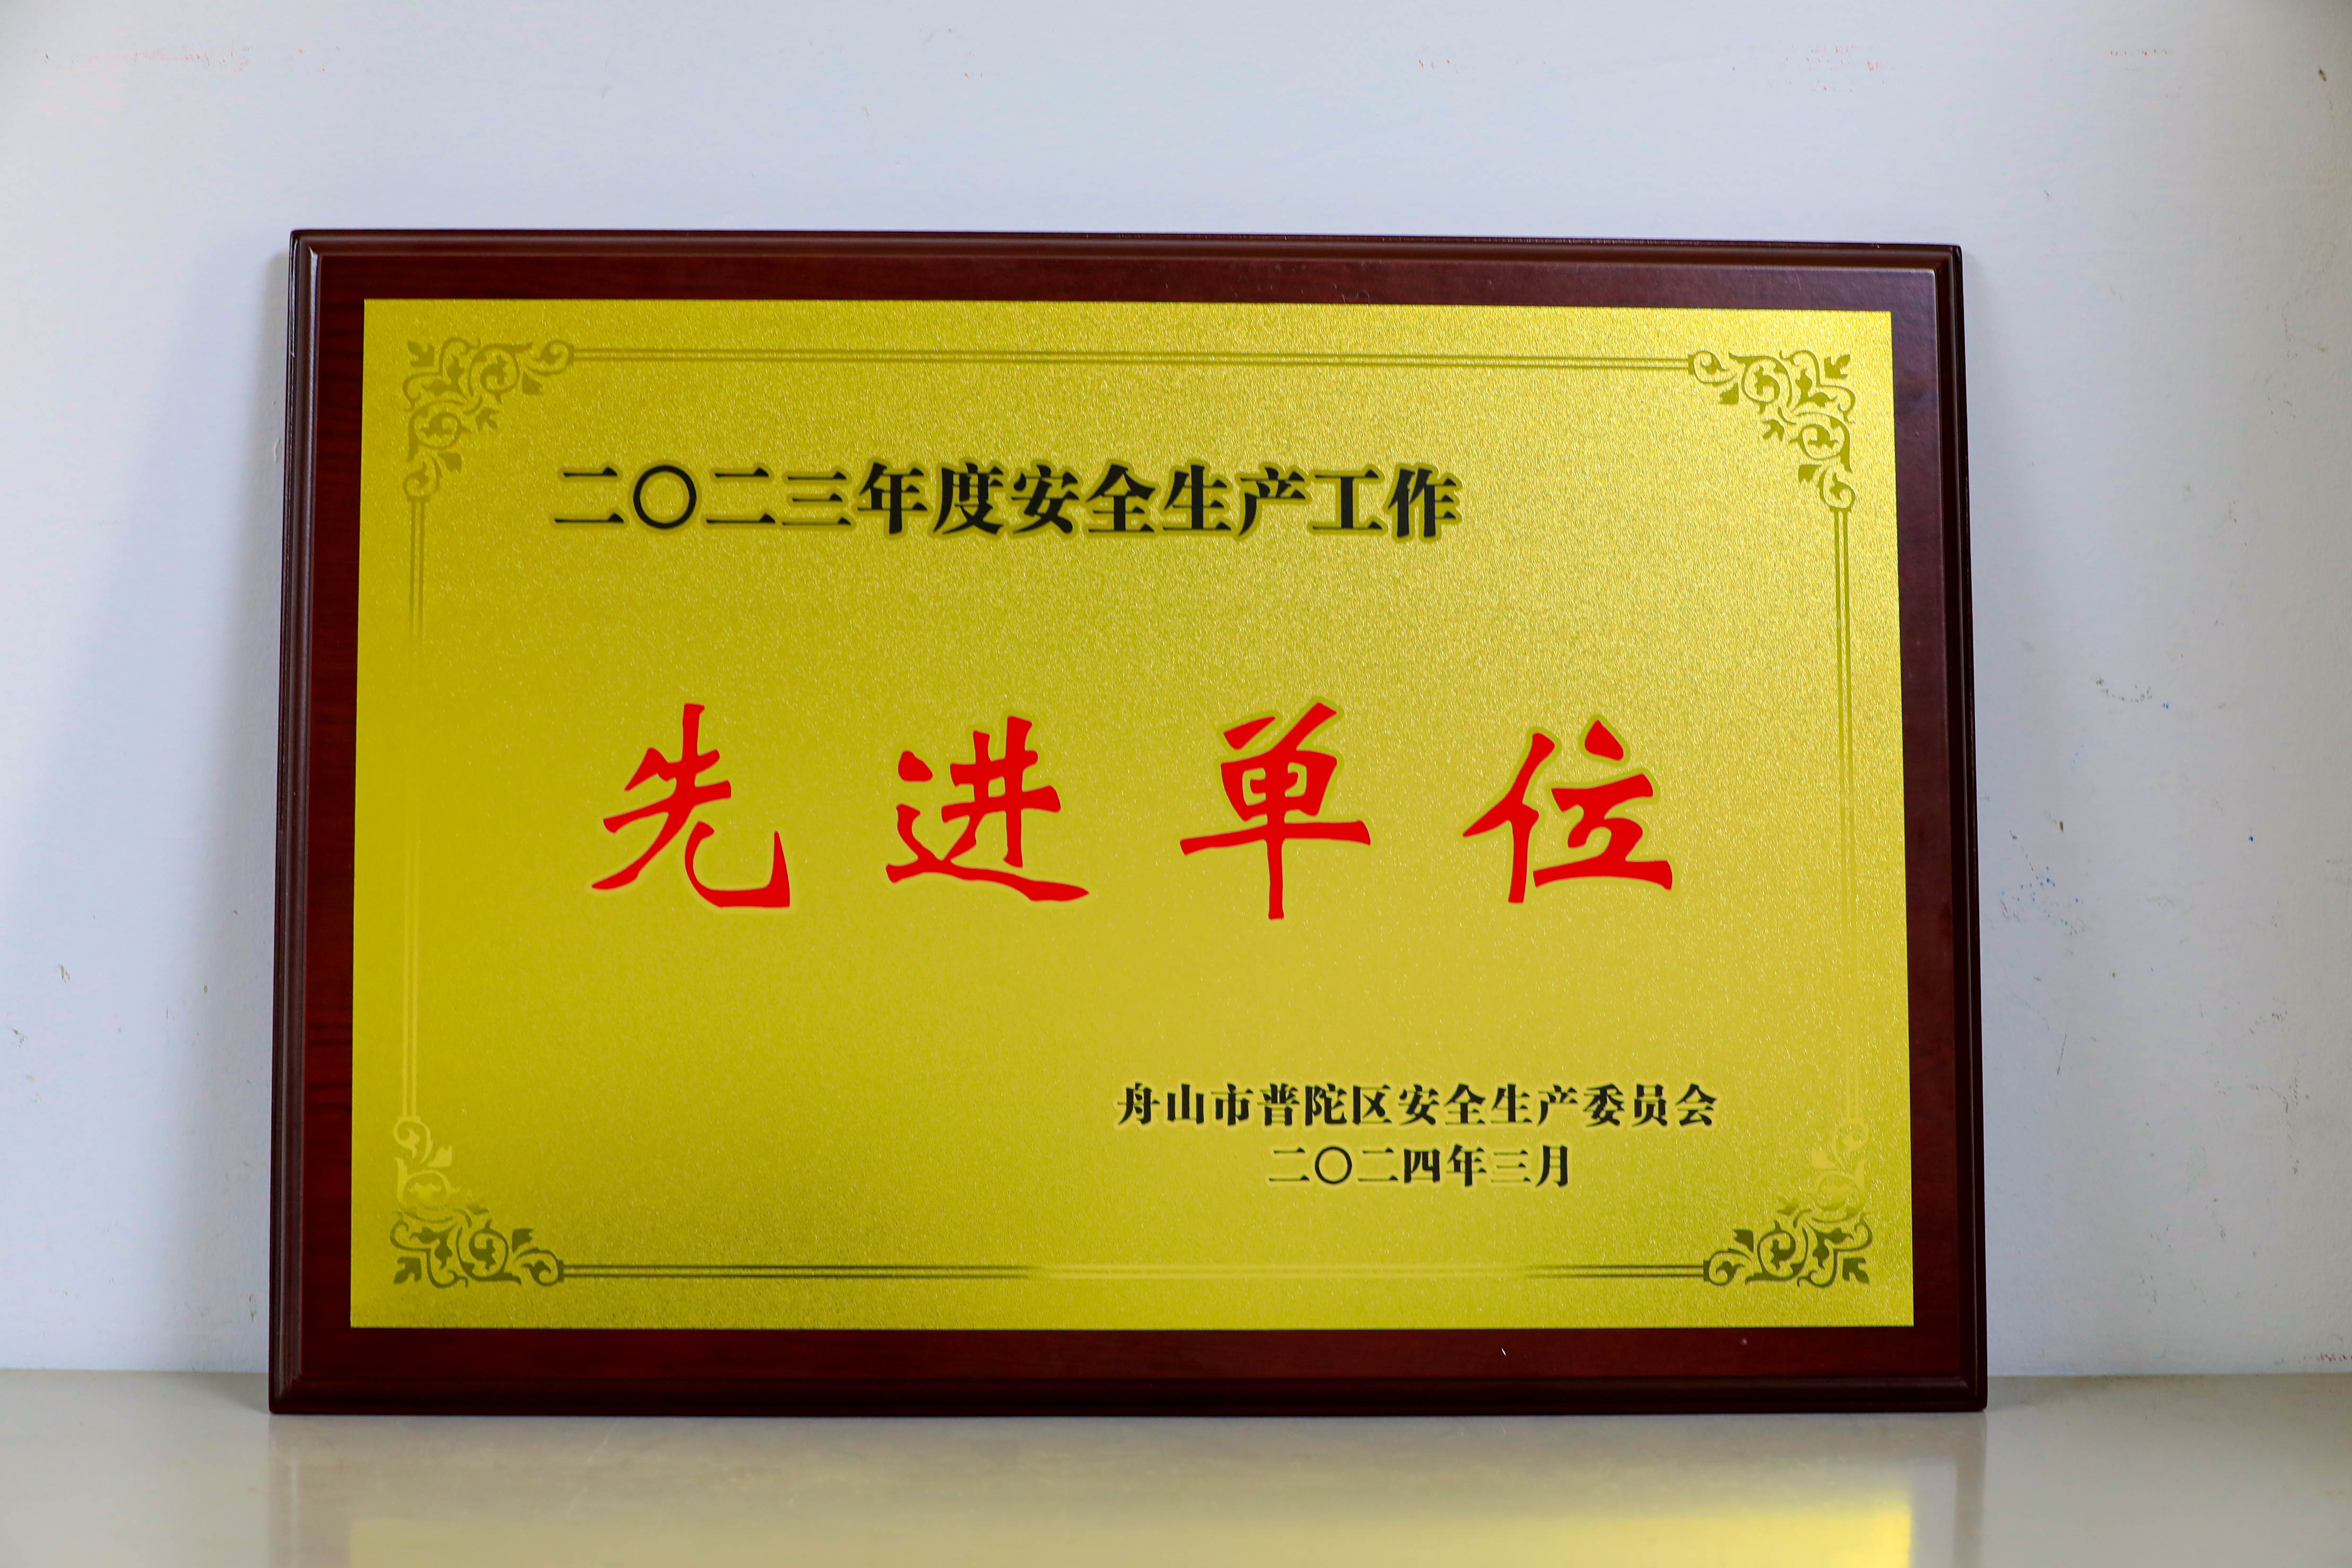 二〇二三年度安全生产工作
先进单位
舟山市普陀区安全生产委员会
二〇二四年三月